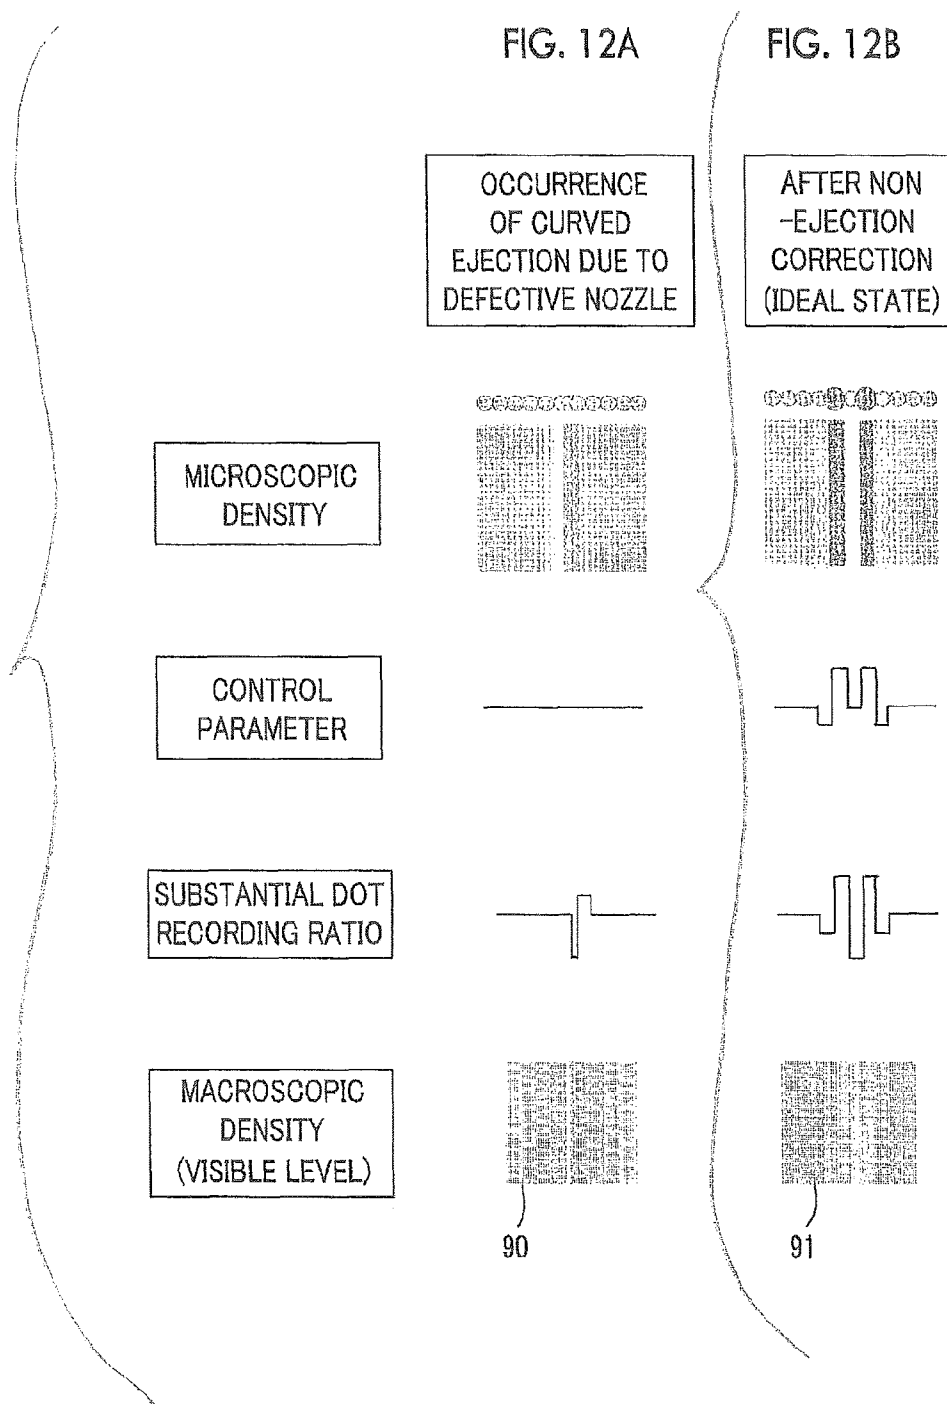 FIG. 12A
FIG. 12B
OCCURRENCE
OF CURVED
EJECTION DUE TO
DEFECTIVE NOZZLE
AFTER NON
-EJECTION
CORRECTION
(IDEAL STATE)
MICROSCOPIC
DENSITY
CONTROL
PARAMETER
SUBSTANTIAL DOT
RECORDING RATIO
MACROSCOPIC
DENSITY
(VISIBLE LEVEL)
90
91